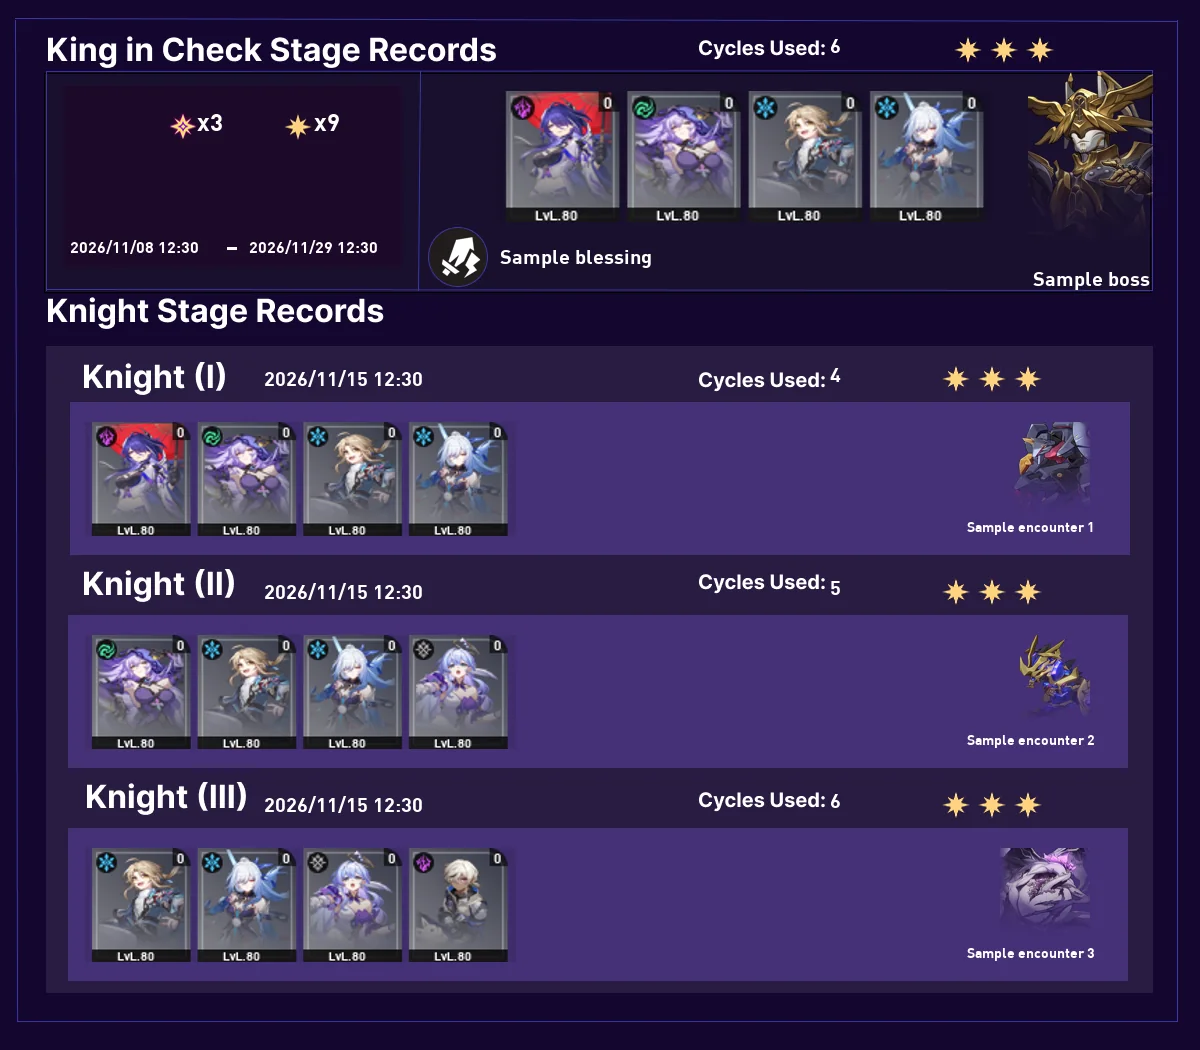 King in Check Stage Records
Cycles Used: 6
x3
x9
0
0
0
0
LvL.80
LvL.80
LvL.80
LvL.80
2026/11/08 12:30 – 2026/11/29 12:30
Sample blessing
Sample boss
Knight Stage Records
Knight (I)
2026/11/15 12:30
Cycles Used: 4
0
0
0
0
LvL.80
LvL.80
LvL.80
LvL.80
Sample encounter 1
Knight (II)
2026/11/15 12:30
Cycles Used: 5
0
0
0
0
LvL.80
LvL.80
LvL.80
LvL.80
Sample encounter 2
Knight (III)
2026/11/15 12:30
Cycles Used: 6
0
0
0
0
LvL.80
LvL.80
LvL.80
LvL.80
Sample encounter 3